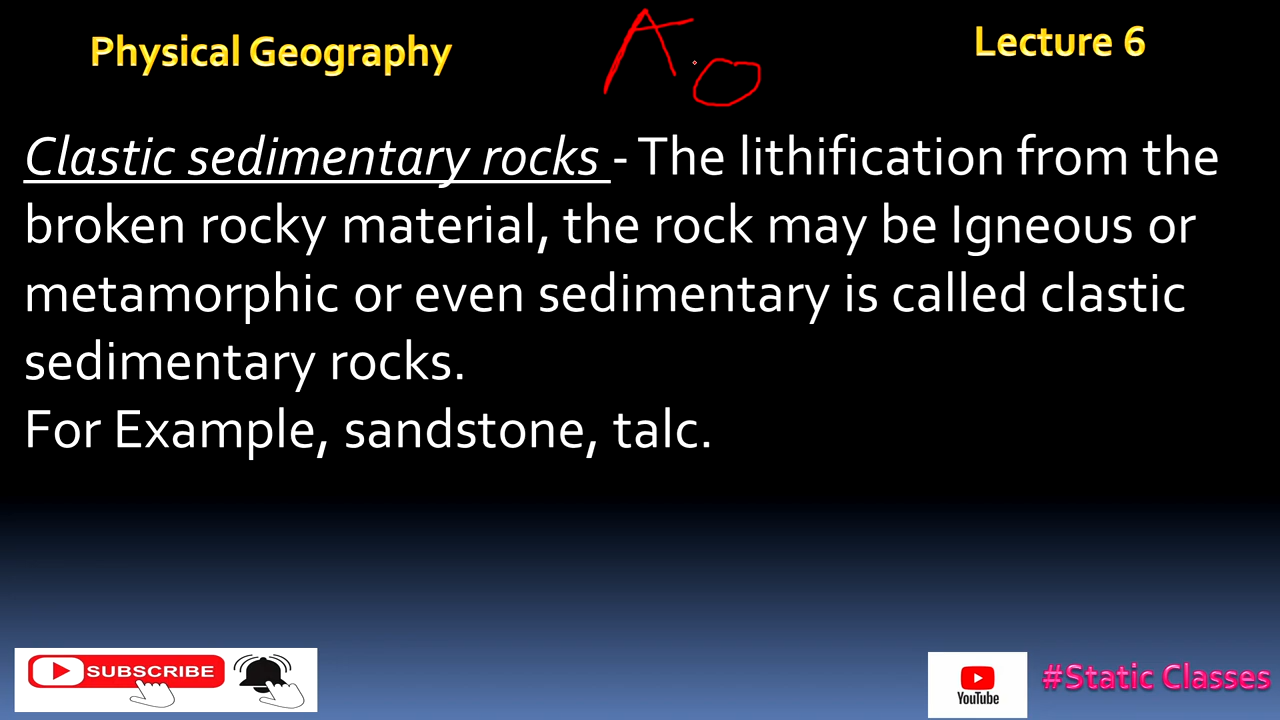 Physical Geography
A
Lecture 6
Clastic sedimentary rocks - The lithification from the
broken rocky material, the rock may be Igneous or
metamorphic or even sedimentary is called clastic
sedimentary rocks.
For Example, sandstone, talc.
SUBSCRIBE
YouTube
#Static Classes